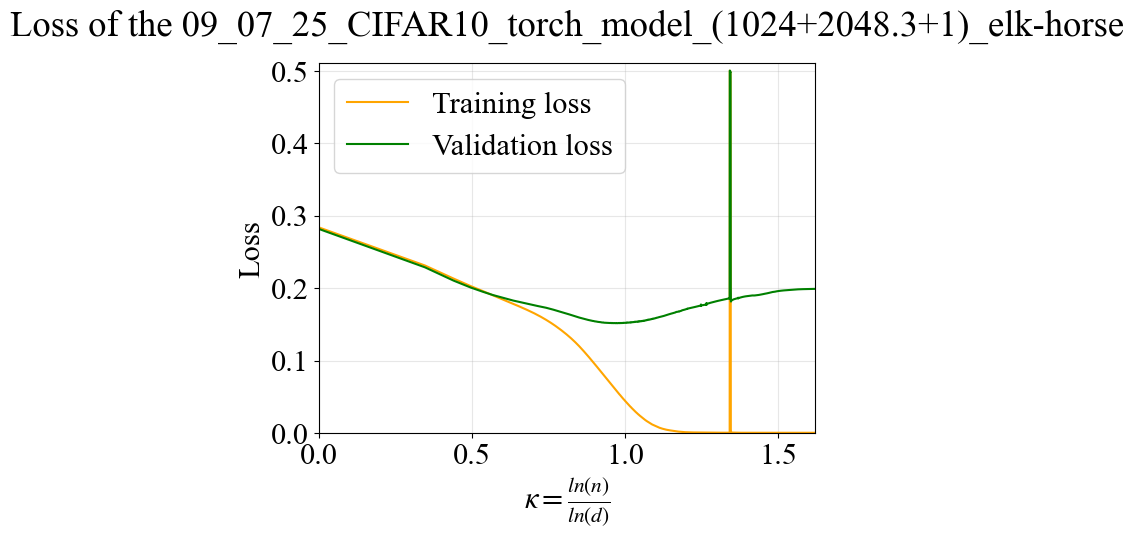 Loss of the 09_07_25_CIFAR10_torch_model_(1024+2048.3+1)_elk-horse
0.5
Training loss
0.4
Validation loss
0.3
Loss
0.2
0.1
0.0
0.0 0.5 1.0 1.5
κ = ln(n)/ln(d)